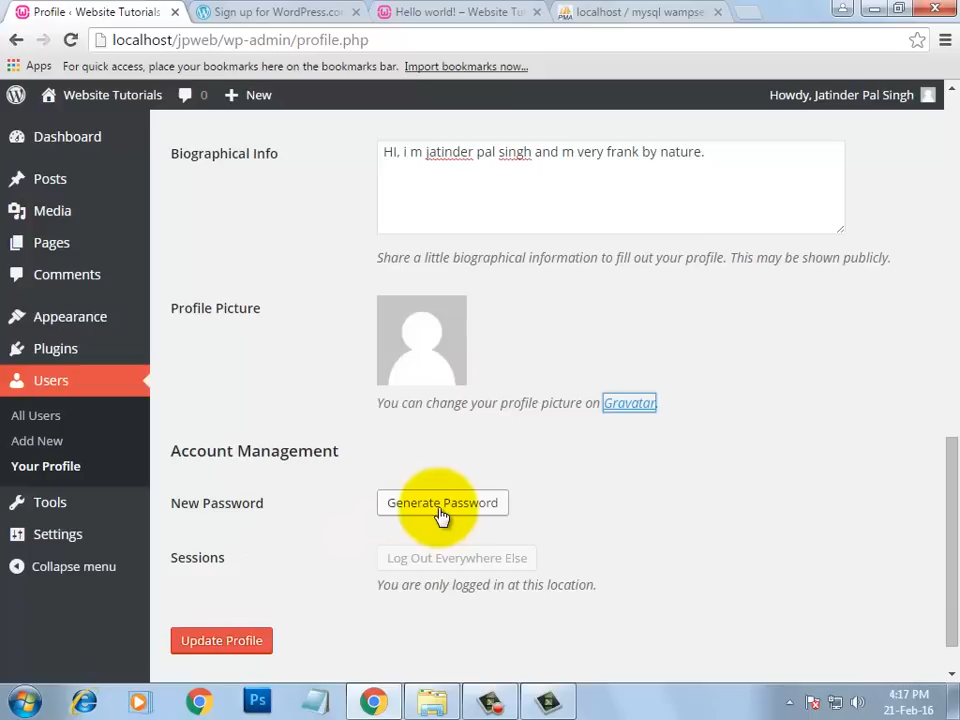 Profile ‹ Website Tutorials
Sign up for WordPress.co
Hello world! – Website Tu
localhost / mysql wampse
localhost/jpweb/wp-admin/profile.php
Apps
For quick access, place your bookmarks here on the bookmarks bar. Import bookmarks now...
Website Tutorials
0
New
Howdy, Jatinder Pal Singh
Dashboard
Posts
Media
Pages
Comments
Appearance
Plugins
Users
All Users
Add New
Your Profile
Tools
Settings
Collapse menu
Biographical Info
HI, i m jatinder pal singh and m very frank by nature.
Share a little biographical information to fill out your profile. This may be shown publicly.
Profile Picture
You can change your profile picture on Gravatar.
Account Management
New Password
Generate Password
Sessions
Log Out Everywhere Else
You are only logged in at this location.
Update Profile
Ps
4:17 PM
21-Feb-16